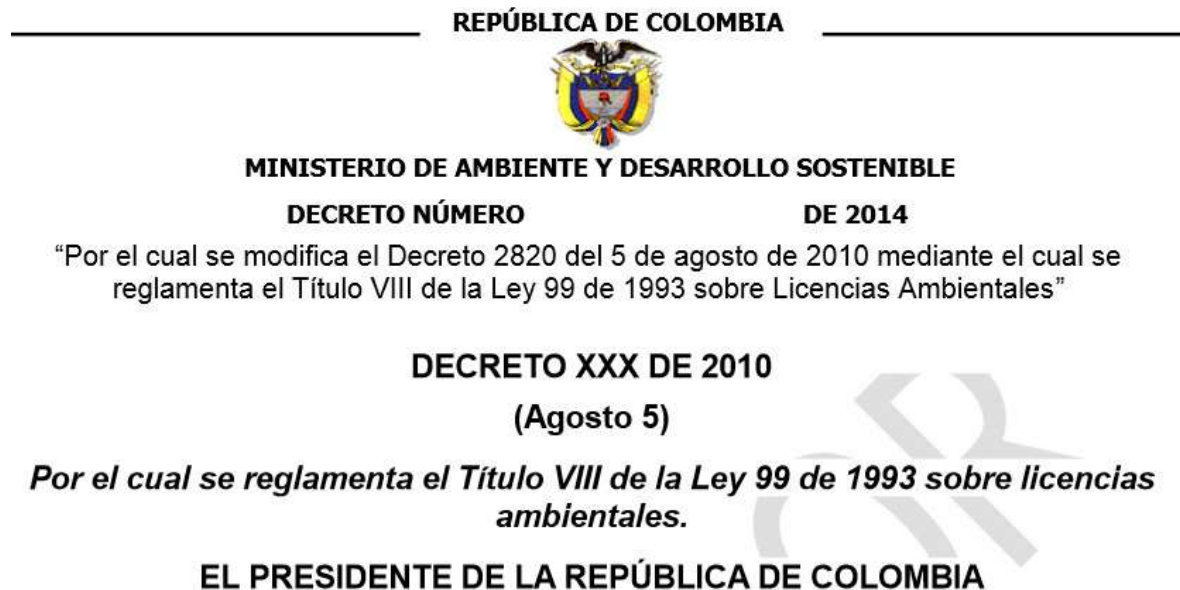 REPÚBLICA DE COLOMBIA
MINISTERIO DE AMBIENTE Y DESARROLLO SOSTENIBLE
DECRETO NÚMERO DE 2014
“Por el cual se modifica el Decreto 2820 del 5 de agosto de 2010 mediante el cual se
reglamenta el Título VIII de la Ley 99 de 1993 sobre Licencias Ambientales”
DECRETO XXX DE 2010
(Agosto 5)
Por el cual se reglamenta el Título VIII de la Ley 99 de 1993 sobre licencias
ambientales.
EL PRESIDENTE DE LA REPÚBLICA DE COLOMBIA